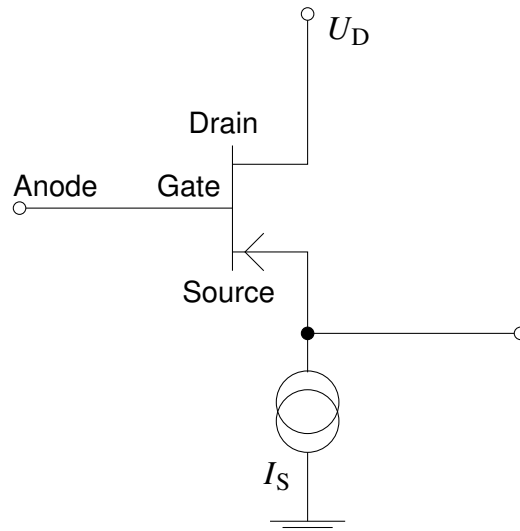 U_D
Drain
Anode
Gate
Source
I_S